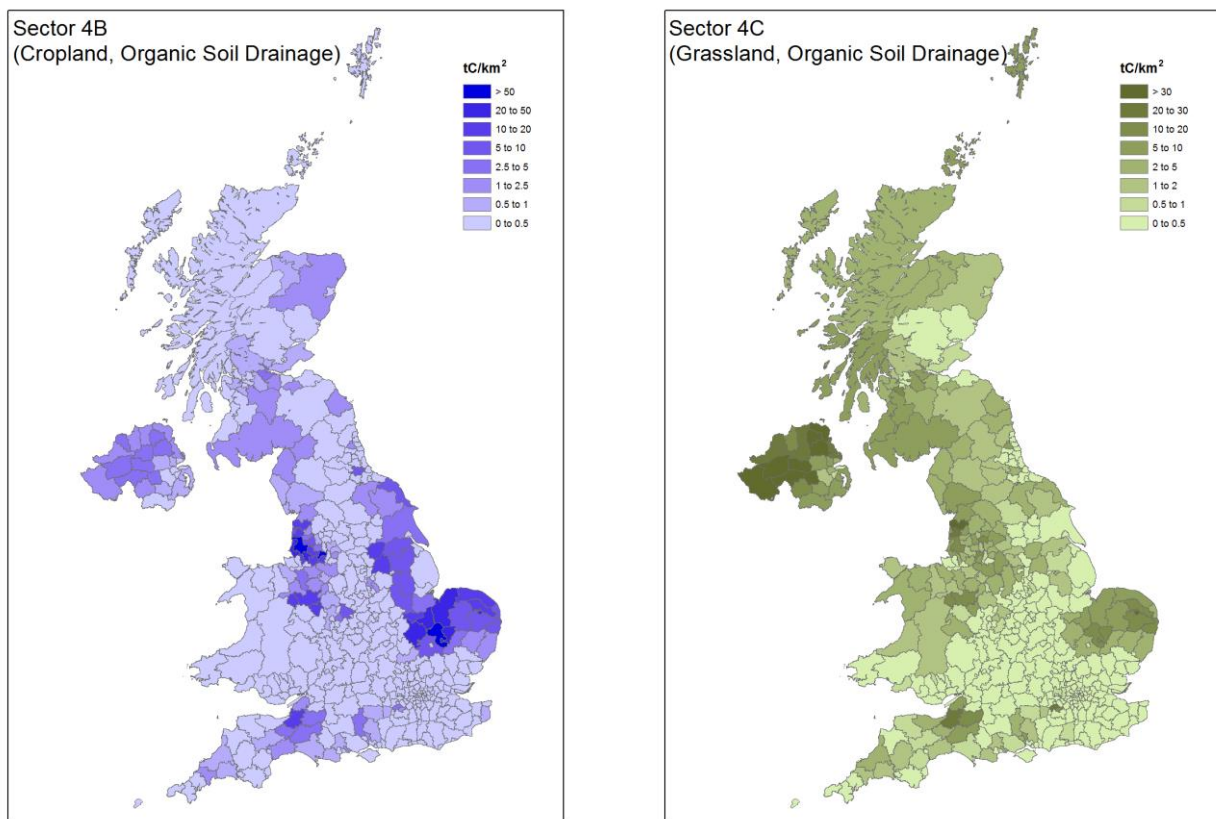 Sector 4B
(Cropland, Organic Soil Drainage)
tC/km²
> 50
20 to 50
10 to 20
5 to 10
2.5 to 5
1 to 2.5
0.5 to 1
0 to 0.5
Sector 4C
(Grassland, Organic Soil Drainage)
tC/km²
> 30
20 to 30
10 to 20
5 to 10
2 to 5
1 to 2
0.5 to 1
0 to 0.5